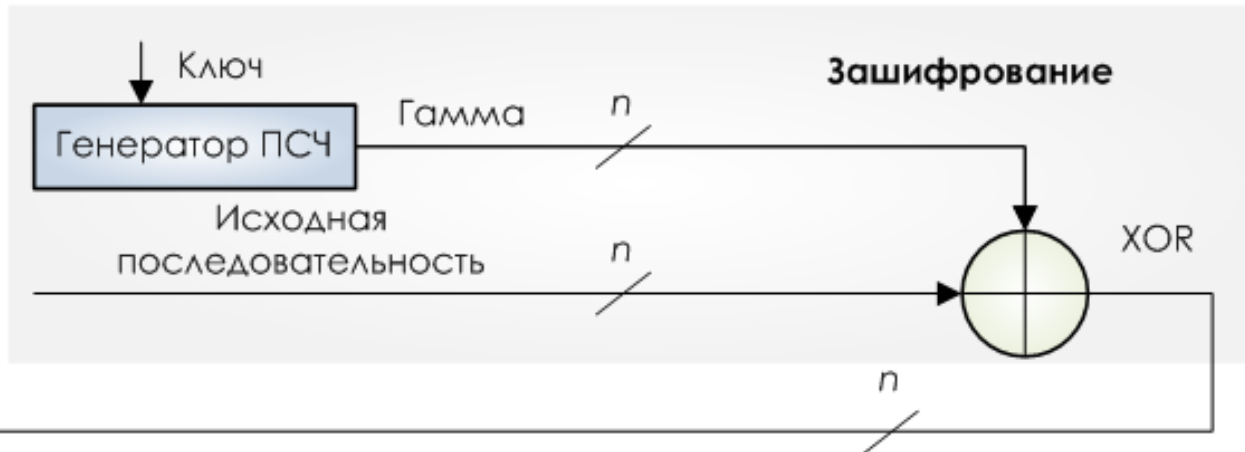 Ключ
Зашифрование
Гамма
n
Генератор ПСЧ
Исходная
последовательность
n
XOR
n